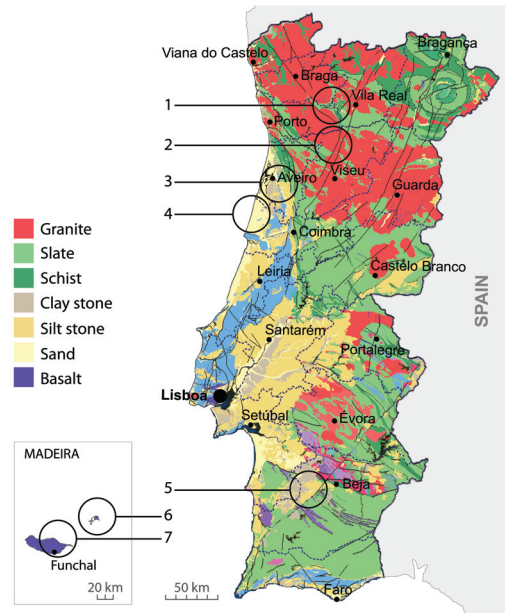 Viana do Castelo
Bragança
Braga
1
Vila Real
Porto
2
3
Aveiro
Viseu
4
Guarda
Granite
Slate
Schist
Clay stone
Silt stone
Sand
Basalt
Coimbra
Leiria
Castelo Branco
SPAIN
Santarém
Portalegre
Lisboa
Setúbal
Évora
MADEIRA
5
Beja
6
7
Funchal
20 km
50 km
Faro